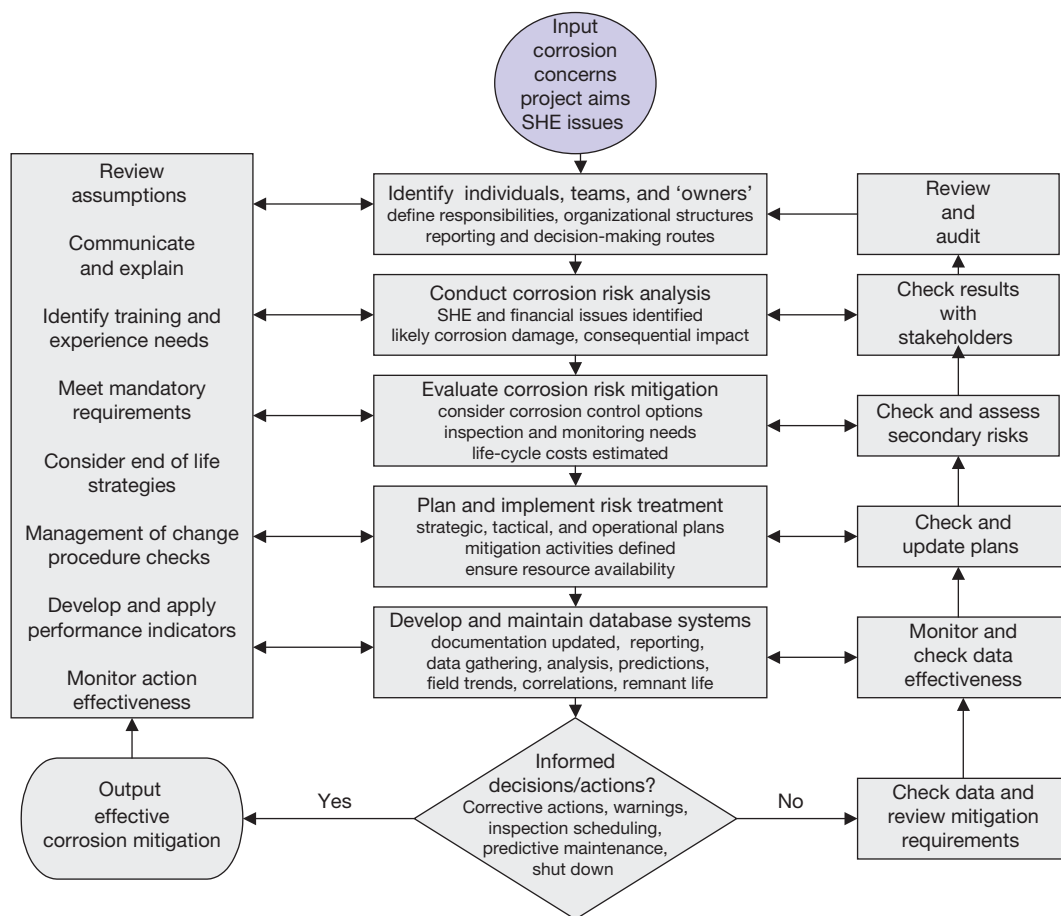 Input
corrosion
concerns
project aims
SHE issues
Review
assumptions
Communicate
and explain
Identify training and
experience needs
Meet mandatory
requirements
Consider end of life
strategies
Management of change
procedure checks
Develop and apply
performance indicators
Monitor action
effectiveness
Identify individuals, teams, and ‘owners’
define responsibilities, organizational structures
reporting and decision-making routes
Conduct corrosion risk analysis
SHE and financial issues identified
likely corrosion damage, consequential impact
Evaluate corrosion risk mitigation
consider corrosion control options
inspection and monitoring needs
life-cycle costs estimated
Plan and implement risk treatment
strategic, tactical, and operational plans
mitigation activities defined
ensure resource availability
Develop and maintain database systems
documentation updated, reporting,
data gathering, analysis, predictions,
field trends, correlations, remnant life
Review
and
audit
Check results
with
stakeholders
Check and assess
secondary risks
Check and
update plans
Monitor and
check data
effectiveness
Output
effective
corrosion mitigation
Yes
Informed
decisions/actions?
Corrective actions, warnings,
inspection scheduling,
predictive maintenance,
shut down
No
Check data and
review mitigation
requirements